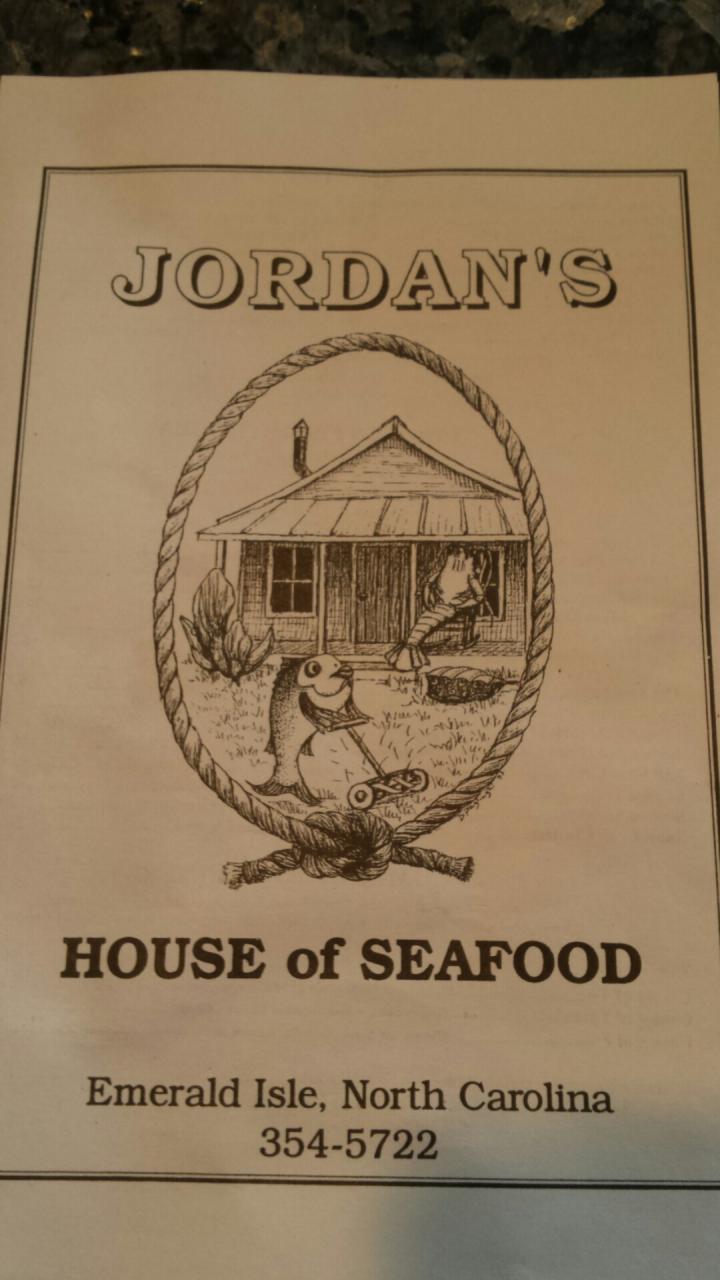 JORDAN'S
HOUSE of SEAFOOD
Emerald Isle, North Carolina
354-5722